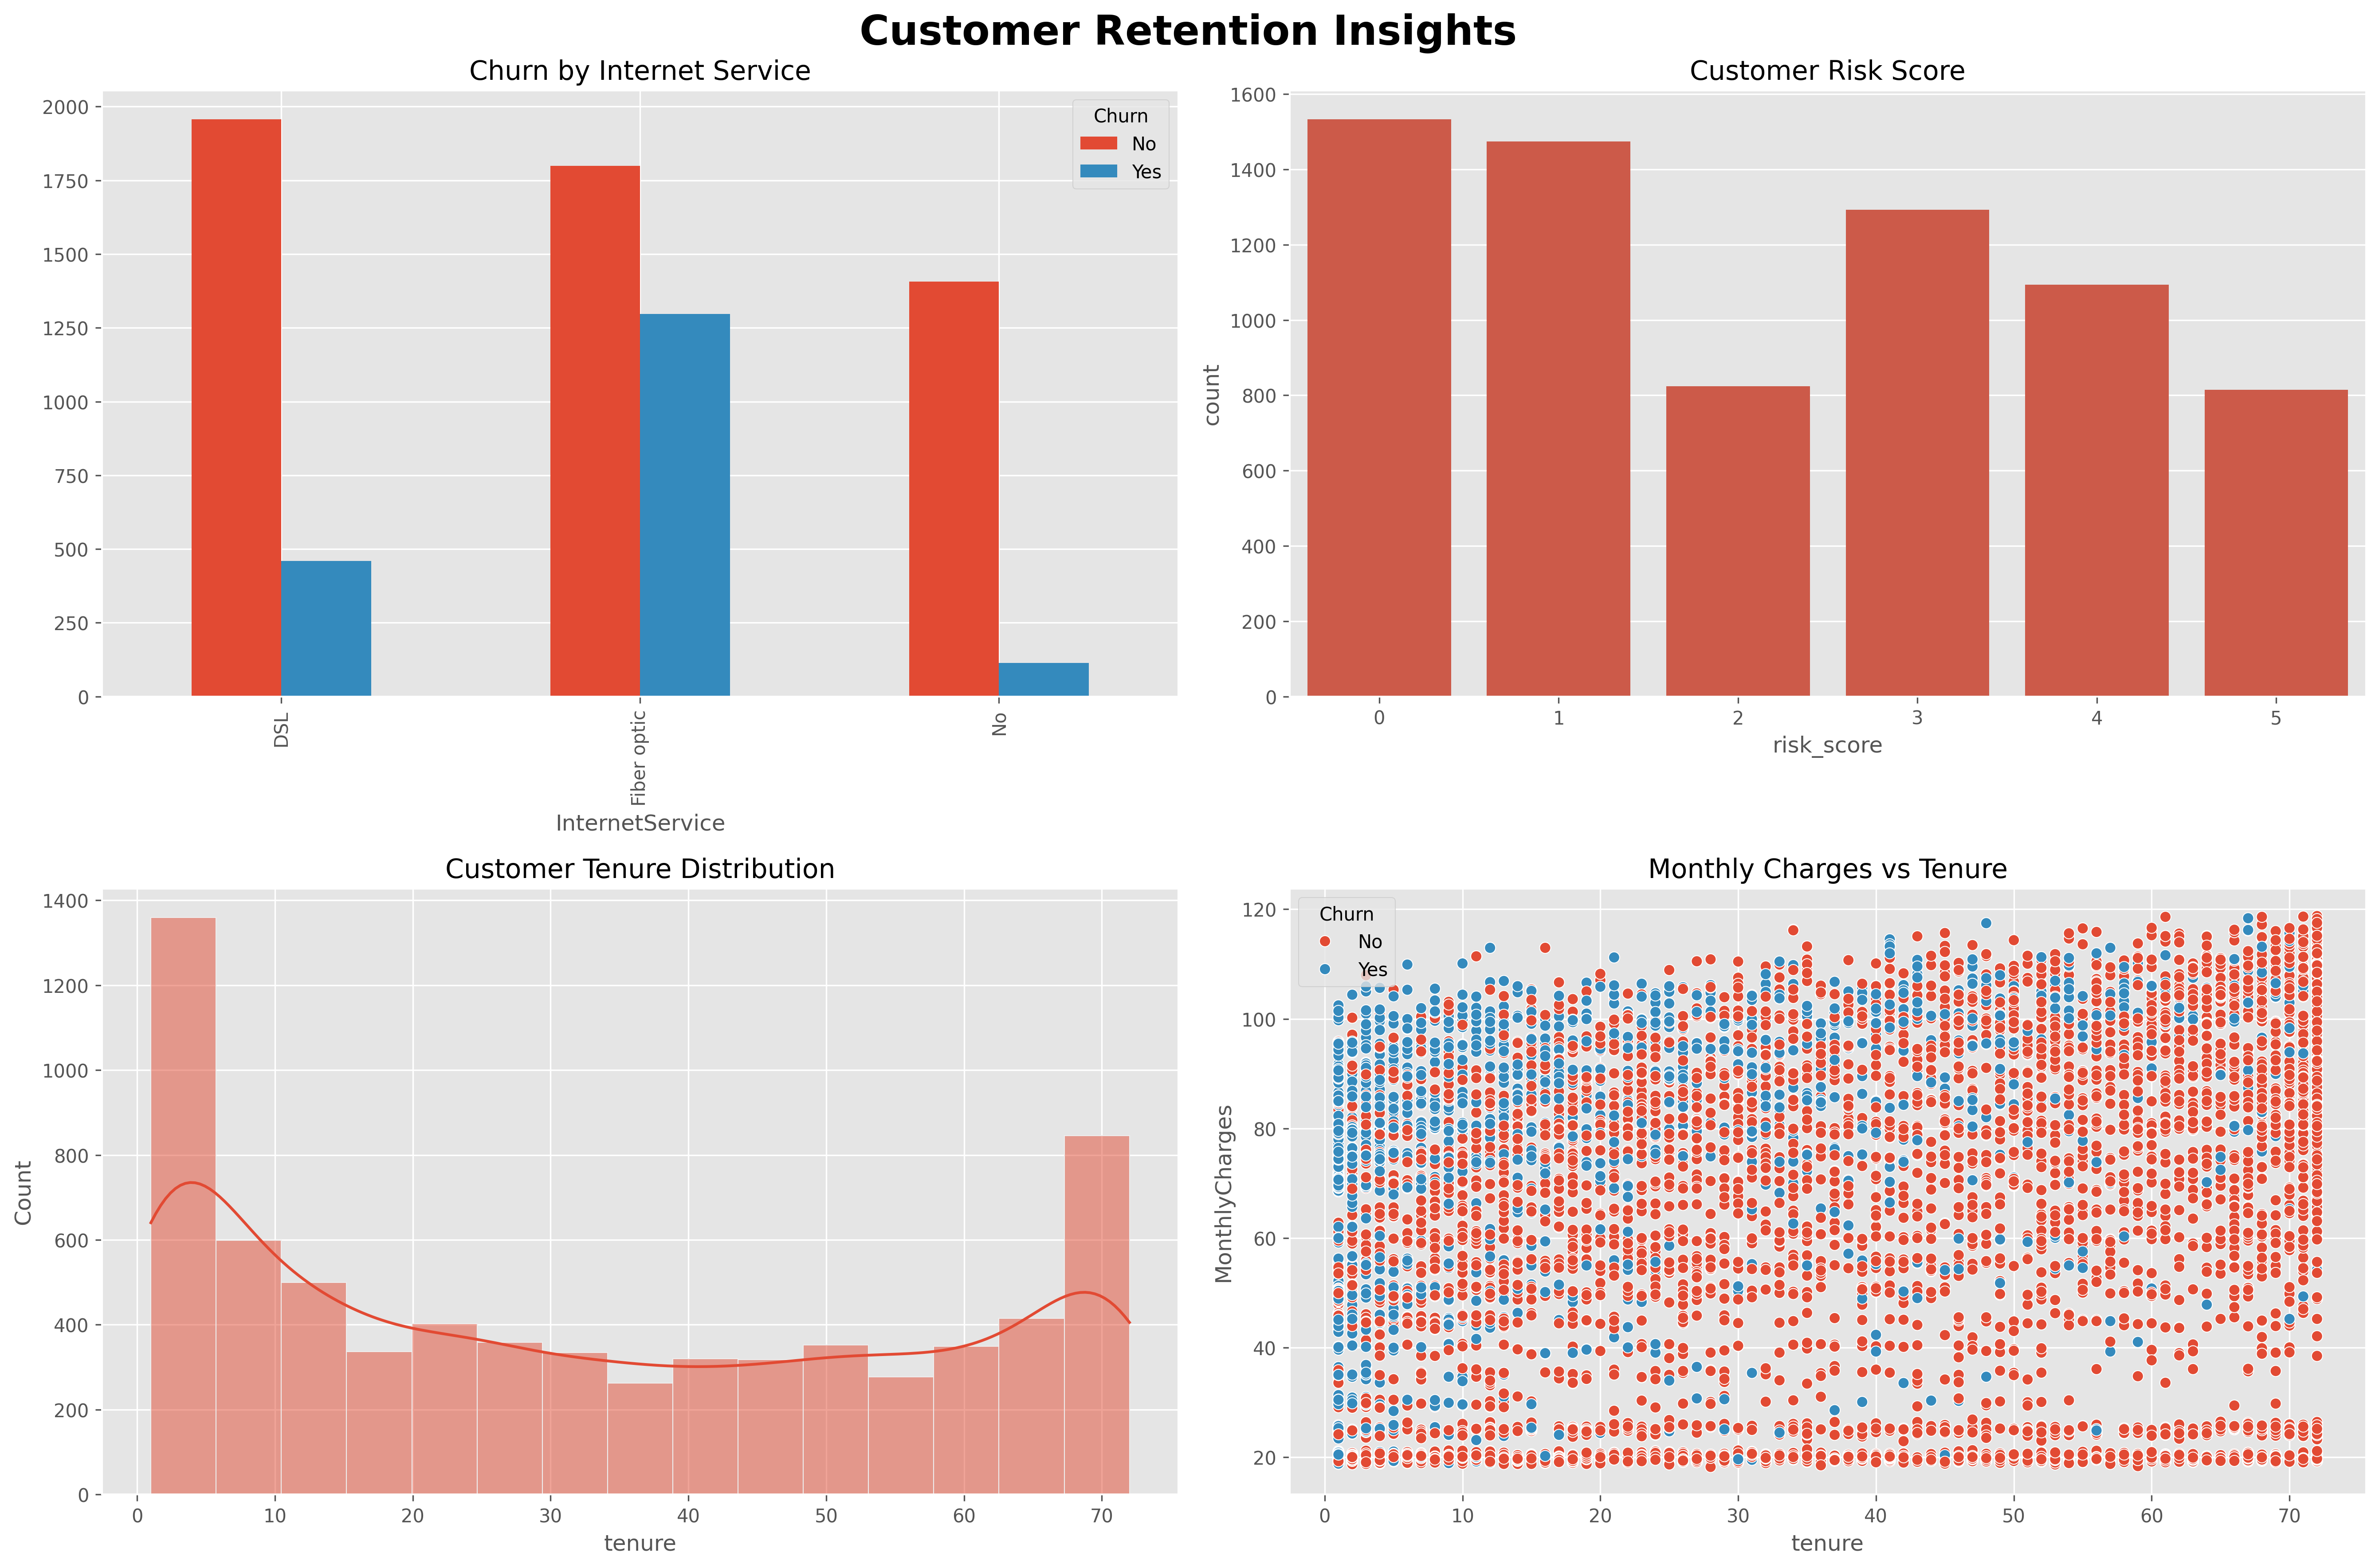 Customer Retention Insights
Churn by Internet Service
2000
1750
1500
1250
1000
750
500
250
0
Churn
No
Yes
DSL
Fiber optic
No
InternetService
Customer Risk Score
1600
1400
1200
1000
800
600
400
200
0
count
0 1 2 3 4 5
risk_score
Customer Tenure Distribution
1400
1200
1000
800
600
400
200
0
Count
0 10 20 30 40 50 60 70
tenure
Monthly Charges vs Tenure
120
100
80
60
40
20
MonthlyCharges
Churn
No
Yes
0 10 20 30 40 50 60 70
tenure